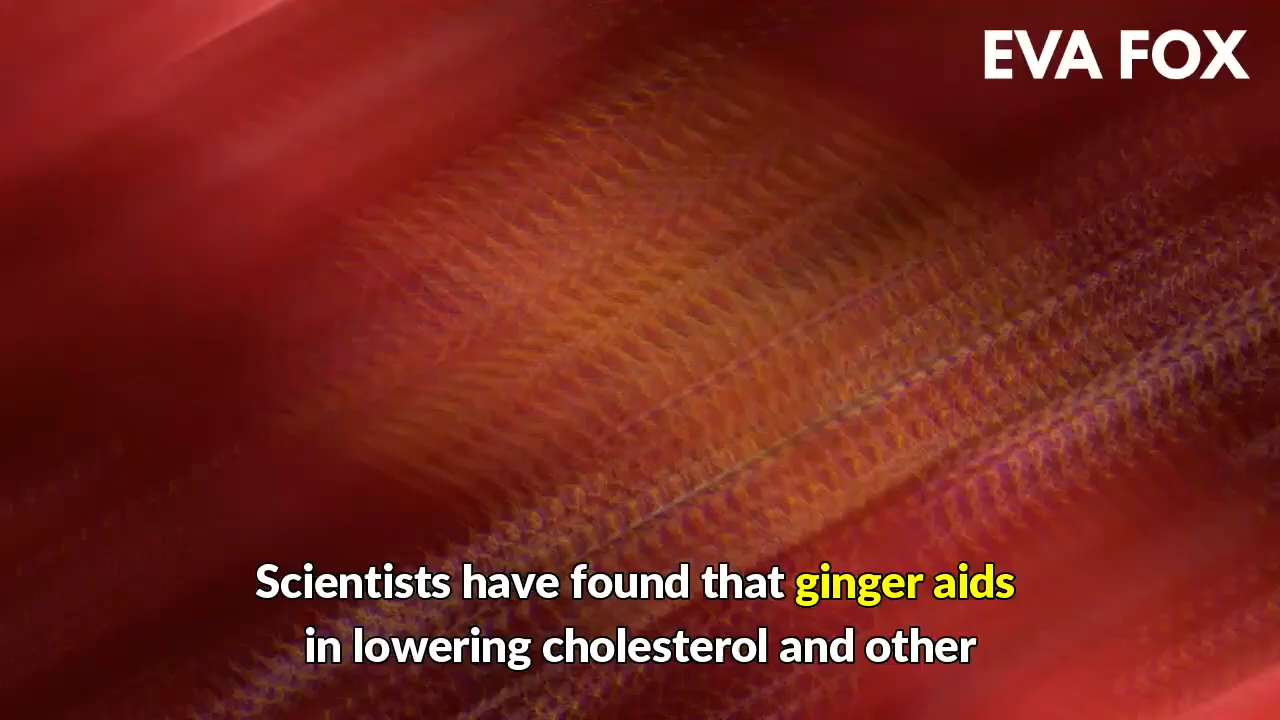 EVA FOX
Scientists have found that ginger aids
in lowering cholesterol and other